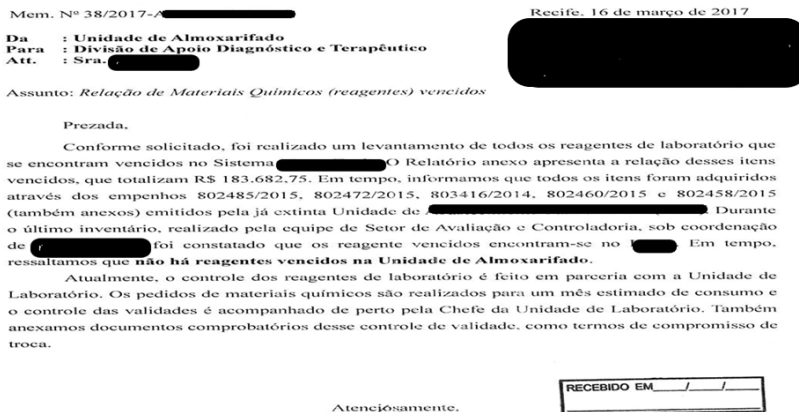 Mem. Nº 38/2017-A
Recife. 16 de março de 2017
Da : Unidade de Almoxarifado
Para : Divisão de Apoio Diagnóstico e Terapêutico
Att. : Sra.
Assunto: Relação de Materiais Químicos (reagentes) vencidos
Prezada,
Conforme solicitado, foi realizado um levantamento de todos os reagentes de laboratório que
se encontram vencidos no Sistema O Relatório anexo apresenta a relação desses itens
vencidos, que totalizam R$ 183.682,75. Em tempo, informamos que todos os itens foram adquiridos
através dos empenhos 802485/2015, 802472/2015, 803416/2014, 802460/2015 e 802458/2015
(também anexos) emitidos pela já extinta Unidade de Durante
o último inventário, realizado pela equipe de Setor de Avaliação e Controladoria, sob coordenação
de foi constatado que os reagente vencidos encontram-se no Em tempo,
ressaltamos que não há reagentes vencidos na Unidade de Almoxarifado.
Atualmente, o controle dos reagentes de laboratório é feito em parceria com a Unidade de
Laboratório. Os pedidos de materiais químicos são realizados para um mês estimado de consumo e
o controle das validades é acompanhado de perto pela Chefe da Unidade de Laboratório. Também
anexamos documentos comprobatórios desse controle de validade, como termos de compromisso de
troca.
RECEBIDO EM___/___/___
Atenciosamente,